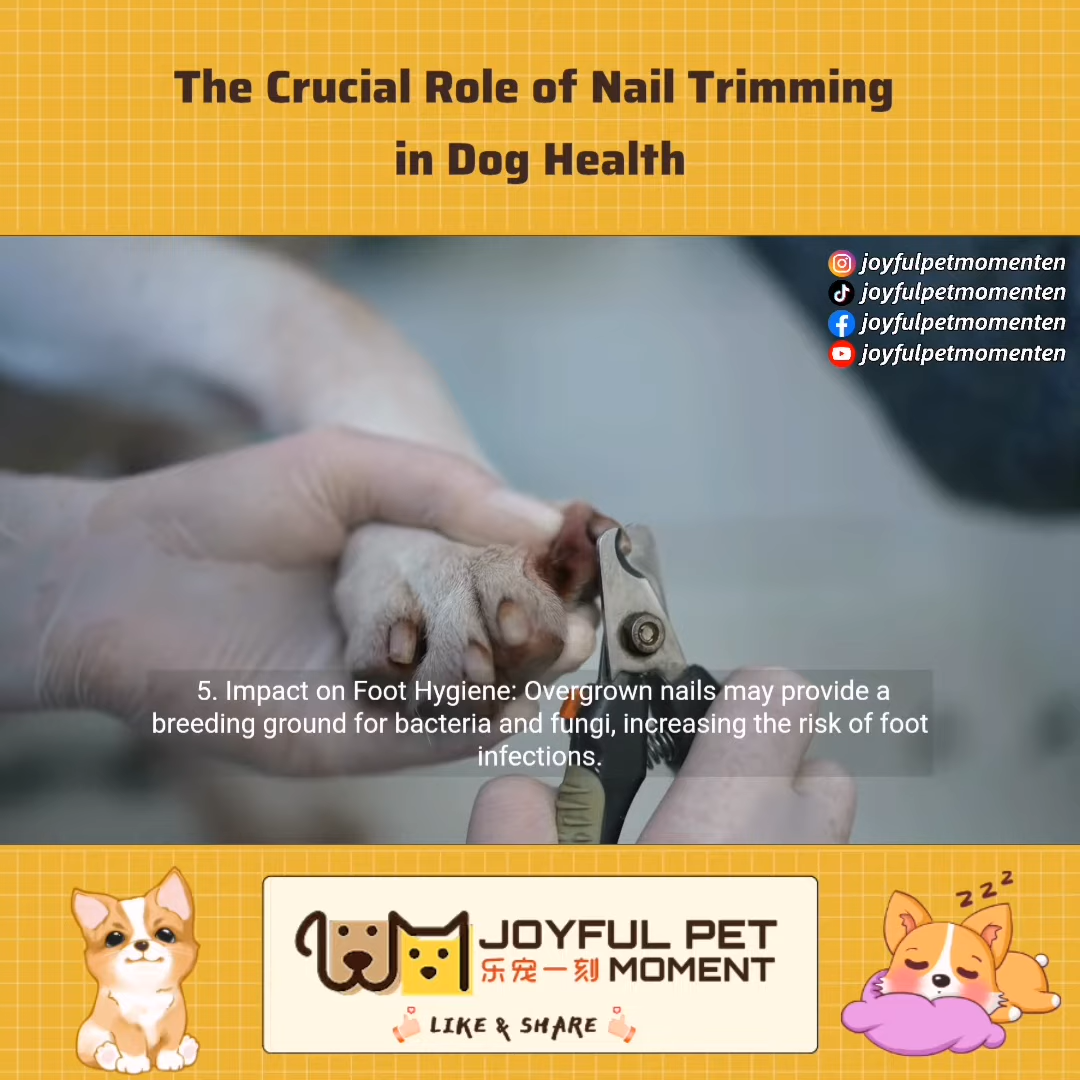 The Crucial Role of Nail Trimming
in Dog Health
joyfulpetmomenten
joyfulpetmomenten
joyfulpetmomenten
joyfulpetmomenten
5. Impact on Foot Hygiene: Overgrown nails may provide a
breeding ground for bacteria and fungi, increasing the risk of foot
infections.
z z z
JOYFUL PET
乐宠一刻 MOMENT
LIKE & SHARE